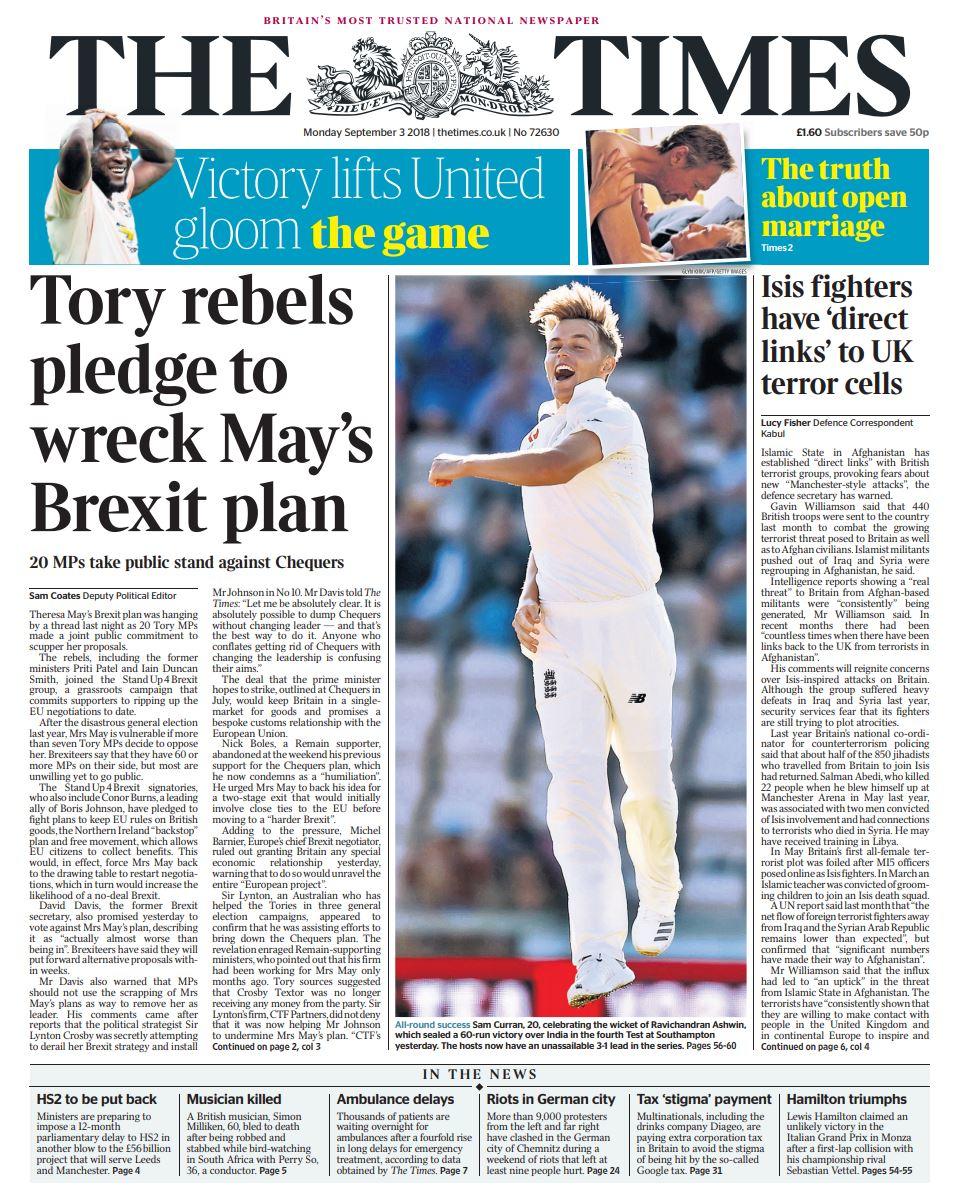 BRITAIN'S MOST TRUSTED NATIONAL NEWSPAPER
THE TIMES
DIEU·ET MON·DROIT
Monday September 3 2018 | thetimes.co.uk | No 72630
£1.60 Subscribers save 50p
Victory lifts United
gloom the game
The truth
about open
marriage
Times 2
GLYN KIRK/AFP/GETTY IMAGES
Tory rebels
pledge to
wreck May's
Brexit plan
20 MPs take public stand against Chequers
Sam Coates Deputy Political Editor
Theresa May's Brexit plan was hanging
by a thread last night as 20 Tory MPs
made a joint public commitment to
scupper her proposals.
The rebels, including the former
ministers Priti Patel and Iain Duncan
Smith, joined the Stand Up 4 Brexit
group, a grassroots campaign that
commits supporters to ripping up the
EU negotiations to date.
After the disastrous general election
last year, Mrs May is vulnerable if more
than seven Tory MPs decide to oppose
her. Brexiteers say that they have 60 or
more MPs on their side, but most are
unwilling yet to go public.
The Stand Up 4 Brexit signatories,
who also include Conor Burns, a leading
ally of Boris Johnson, have pledged to
fight plans to keep EU rules on British
goods, the Northern Ireland "backstop"
plan and free movement, which allows
EU citizens to collect benefits. This
would, in effect, force Mrs May back
to the drawing table to restart negotia-
tions, which in turn would increase the
likelihood of a no-deal Brexit.
David Davis, the former Brexit
secretary, also promised yesterday to
vote against Mrs May's plan, describing
it as "actually almost worse than
being in". Brexiteers have said they will
put forward alternative proposals with-
in weeks.
Mr Davis also warned that MPs
should not use the scrapping of Mrs
May's plans as way to remove her as
leader. His comments came after
reports that the political strategist Sir
Lynton Crosby was secretly attempting
to derail her Brexit strategy and install
Mr Johnson in No 10. Mr Davis told The
Times: "Let me be absolutely clear. It is
absolutely possible to dump Chequers
without changing leader — and that's
the best way to do it. Anyone who
conflates getting rid of Chequers with
changing the leadership is confusing
their aims."
The deal that the prime minister
hopes to strike, outlined at Chequers in
July, would keep Britain in a single-
market for goods and promises a
bespoke customs relationship with the
European Union.
Nick Boles, a Remain supporter,
abandoned at the weekend his previous
support for the Chequers plan, which
he now condemns as a "humiliation".
He urged Mrs May to back his idea for
a two-stage exit that would initially
involve close ties to the EU before
moving to a "harder Brexit".
Adding to the pressure, Michel
Barnier, Europe's chief Brexit negotiator,
ruled out granting Britain any special
economic relationship yesterday,
warning that to do so would unravel the
entire "European project".
Sir Lynton, an Australian who has
helped the Tories in three general
election campaigns, appeared to
confirm that he was assisting efforts to
bring down the Chequers plan. The
revelation enraged Remain-supporting
ministers, who pointed out that his firm
had been working for Mrs May only
months ago. Tory sources suggested
that Crosby Textor was no longer
receiving any money from the party. Sir
Lynton's firm, CTF Partners, did not deny
that it was now helping Mr Johnson
to undermine Mrs May's plan. "CTF's
Continued on page 2, col 3
All-round success Sam Curran, 20, celebrating the wicket of Ravichandran Ashwin,
which sealed a 60-run victory over India in the fourth Test at Southampton
yesterday. The hosts now have an unassailable 3-1 lead in the series. Pages 56-60
Isis fighters
have 'direct
links' to UK
terror cells
Lucy Fisher Defence Correspondent
Kabul
Islamic State in Afghanistan has
established "direct links" with British
terrorist groups, provoking fears about
new "Manchester-style attacks", the
defence secretary has warned.
Gavin Williamson said that 440
British troops were sent to the country
last month to combat the growing
terrorist threat posed to Britain as well
as to Afghan civilians. Islamist militants
pushed out of Iraq and Syria were
regrouping in Afghanistan, he said.
Intelligence reports showing a "real
threat" to Britain from Afghan-based
militants were "consistently" being
generated, Mr Williamson said. In
recent months there had been
"countless times when there have been
links back to the UK from terrorists in
Afghanistan".
His comments will reignite concerns
over Isis-inspired attacks on Britain.
Although the group suffered heavy
defeats in Iraq and Syria last year,
security services fear that its fighters
are still trying to plot atrocities.
Last year Britain's national co-ordi-
nator for counterterrorism policing
said that about half of the 850 jihadists
who travelled from Britain to join Isis
had returned. Salman Abedi, who killed
22 people when he blew himself up at
Manchester Arena in May last year,
was associated with two men convicted
of Isis involvement and had connections
to terrorists who died in Syria. He may
have received training in Libya.
In May Britain's first all-female ter-
rorist plot was foiled after MI5 officers
posed online as Isis fighters. In March an
Islamic teacher was convicted of groom-
ing children to join an Isis death squad.
A UN report said last month that "the
net flow of foreign terrorist fighters away
from Iraq and the Syrian Arab Republic
remains lower than expected", but
confirmed that "significant numbers
have made their way to Afghanistan".
Mr Williamson said that the influx
had led to "an uptick" in the threat
from Islamic State in Afghanistan. The
terrorists have "consistently shown that
they are willing to make contact with
people in the United Kingdom and
in continental Europe to inspire and
Continued on page 6, col 4
IN THE NEWS
HS2 to be put back
Ministers are preparing to
impose a 12-month
parliamentary delay to HS2 in
another blow to the £56 billion
project that will serve Leeds
and Manchester. Page 4
Musician killed
A British musician, Simon
Milliken, 60, bled to death
after being robbed and
stabbed while bird-watching
in South Africa with Perry So,
36, a conductor. Page 5
Ambulance delays
Thousands of patients are
waiting overnight for
ambulances after a fourfold rise
in long delays for emergency
treatment, according to data
obtained by The Times. Page 7
Riots in German city
More than 9,000 protesters
from the left and far right
have clashed in the German
city of Chemnitz during a
weekend of riots that left at
least nine people hurt. Page 24
Tax 'stigma' payment
Multinationals, including the
drinks company Diageo, are
paying extra corporation tax
in Britain to avoid the stigma
of being hit by the so-called
Google tax. Page 31
Hamilton triumphs
Lewis Hamilton claimed an
unlikely victory in the
Italian Grand Prix in Monza
after a first-lap collision with
his championship rival
Sebastian Vettel. Pages 54-55